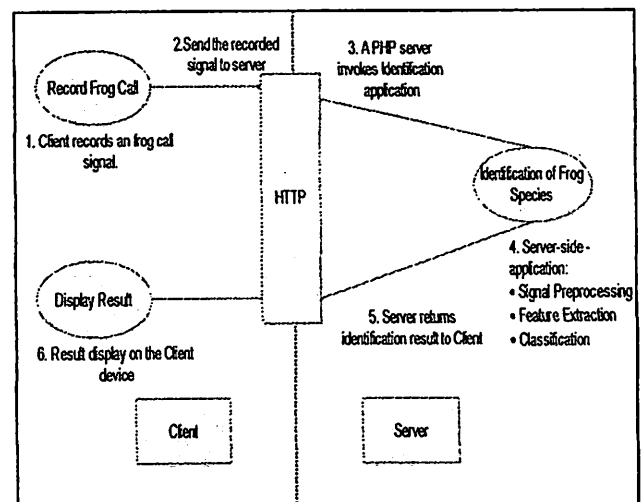 2.Send the recorded
signal to server
3. A PHP server
invokes Identification
application
Record Frog Call
1. Client records an frog call
signal.
HTTP
Identification of Frog
Species
4. Server-side-
application:
• Signal Preprocessing
• Feature Extraction
• Classification
Display Result
5. Server returns
identification result to Client
6. Result display on the Client
device
Client
Server